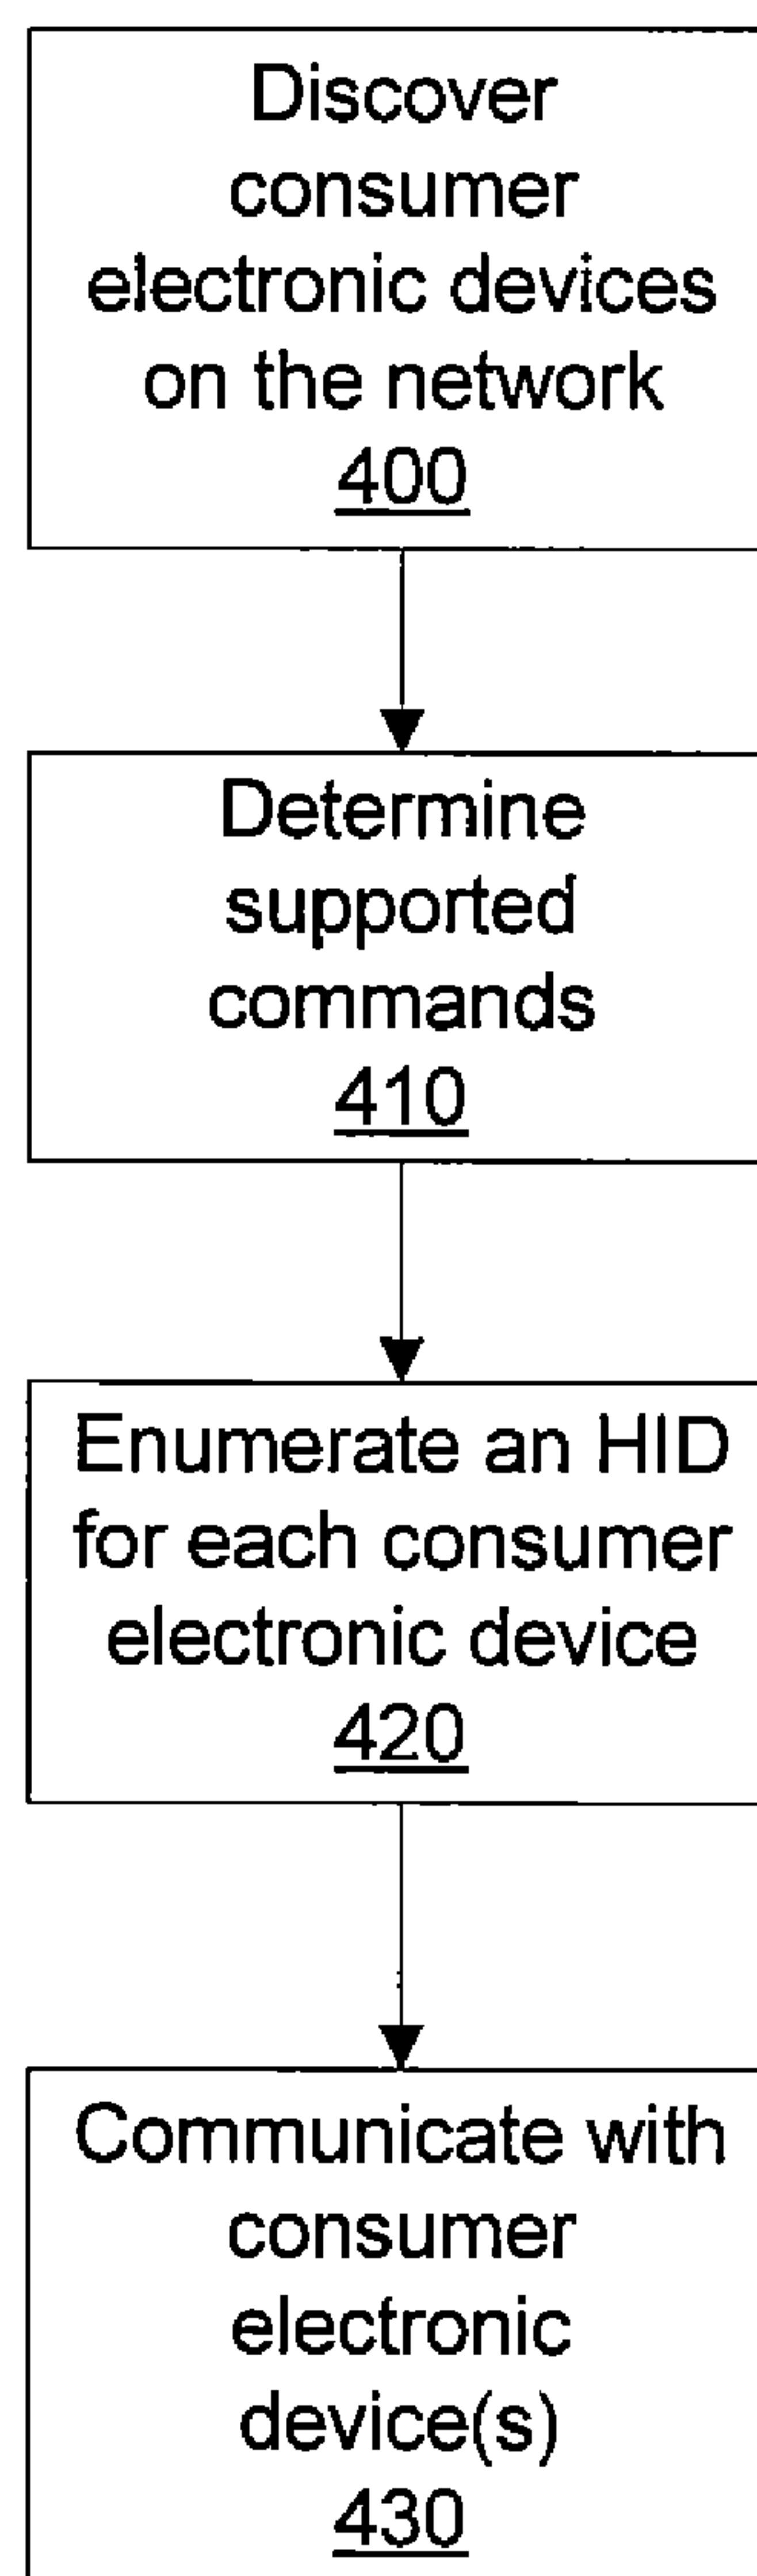 Discover
consumer
electronic devices
on the network
400
Determine
supported
commands
410
Enumerate an HID
for each consumer
electronic device
420
Communicate with
consumer
electronic
device(s)
430